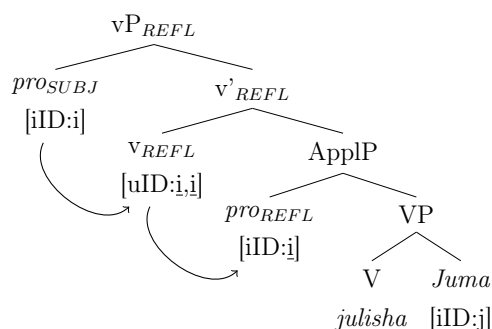 vP_REFL
pro_SUBJ v'_REFL
[iID:i] v_REFL ApplP
[uID:i,i] pro_REFL VP
[iID:i] V Juma
julisha [iID:j]